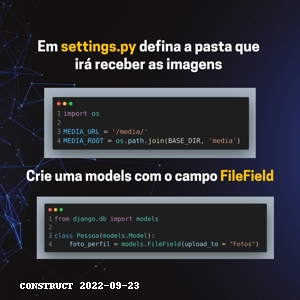 Em settings.py defina a pasta que
irá receber as imagens
1 import os
2
3 MEDIA_URL = '/media/'
4 MEDIA_ROOT = os.path.join(BASE_DIR, 'media')
Crie uma models com o campo FileField
1 from django.db import models
2
3 class Pessoa(models.Model):
4 foto_perfil = models.FileField(upload_to = "Fotos")
CONSTRUCT 2022-09-23